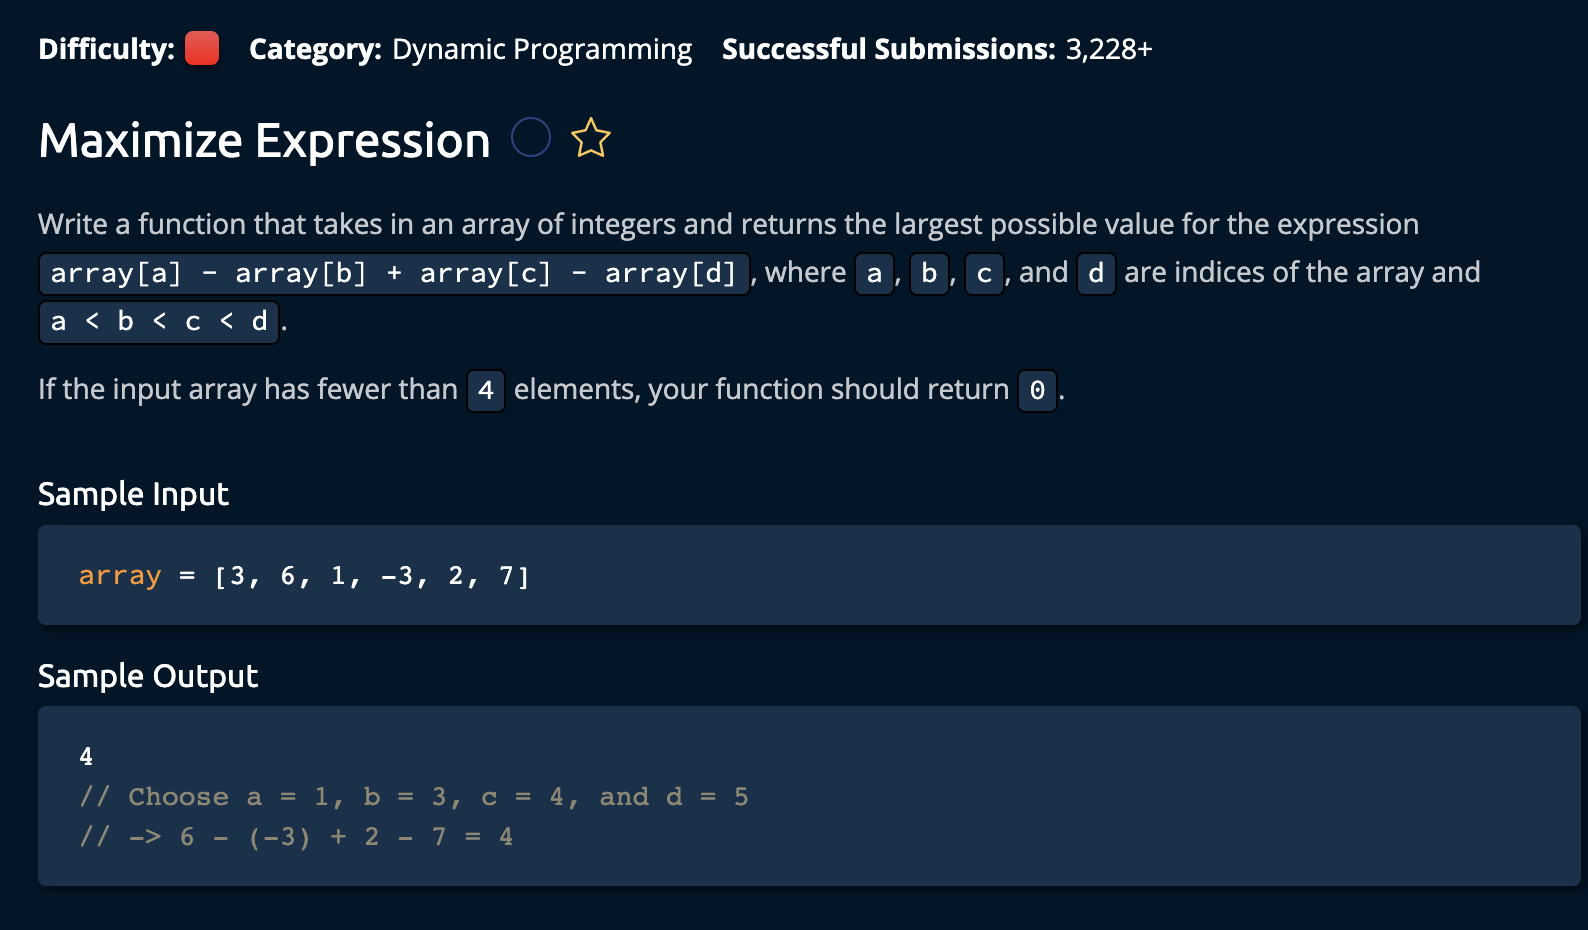 Difficulty: Category: Dynamic Programming Successful Submissions: 3,228+
Maximize Expression
Write a function that takes in an array of integers and returns the largest possible value for the expression
array[a] - array[b] + array[c] - array[d], where a, b, c, and d are indices of the array and
a < b < c < d.
If the input array has fewer than 4 elements, your function should return 0.
Sample Input
array = [3, 6, 1, -3, 2, 7]
Sample Output
4
// Choose a = 1, b = 3, c = 4, and d = 5
// -> 6 - (-3) + 2 - 7 = 4